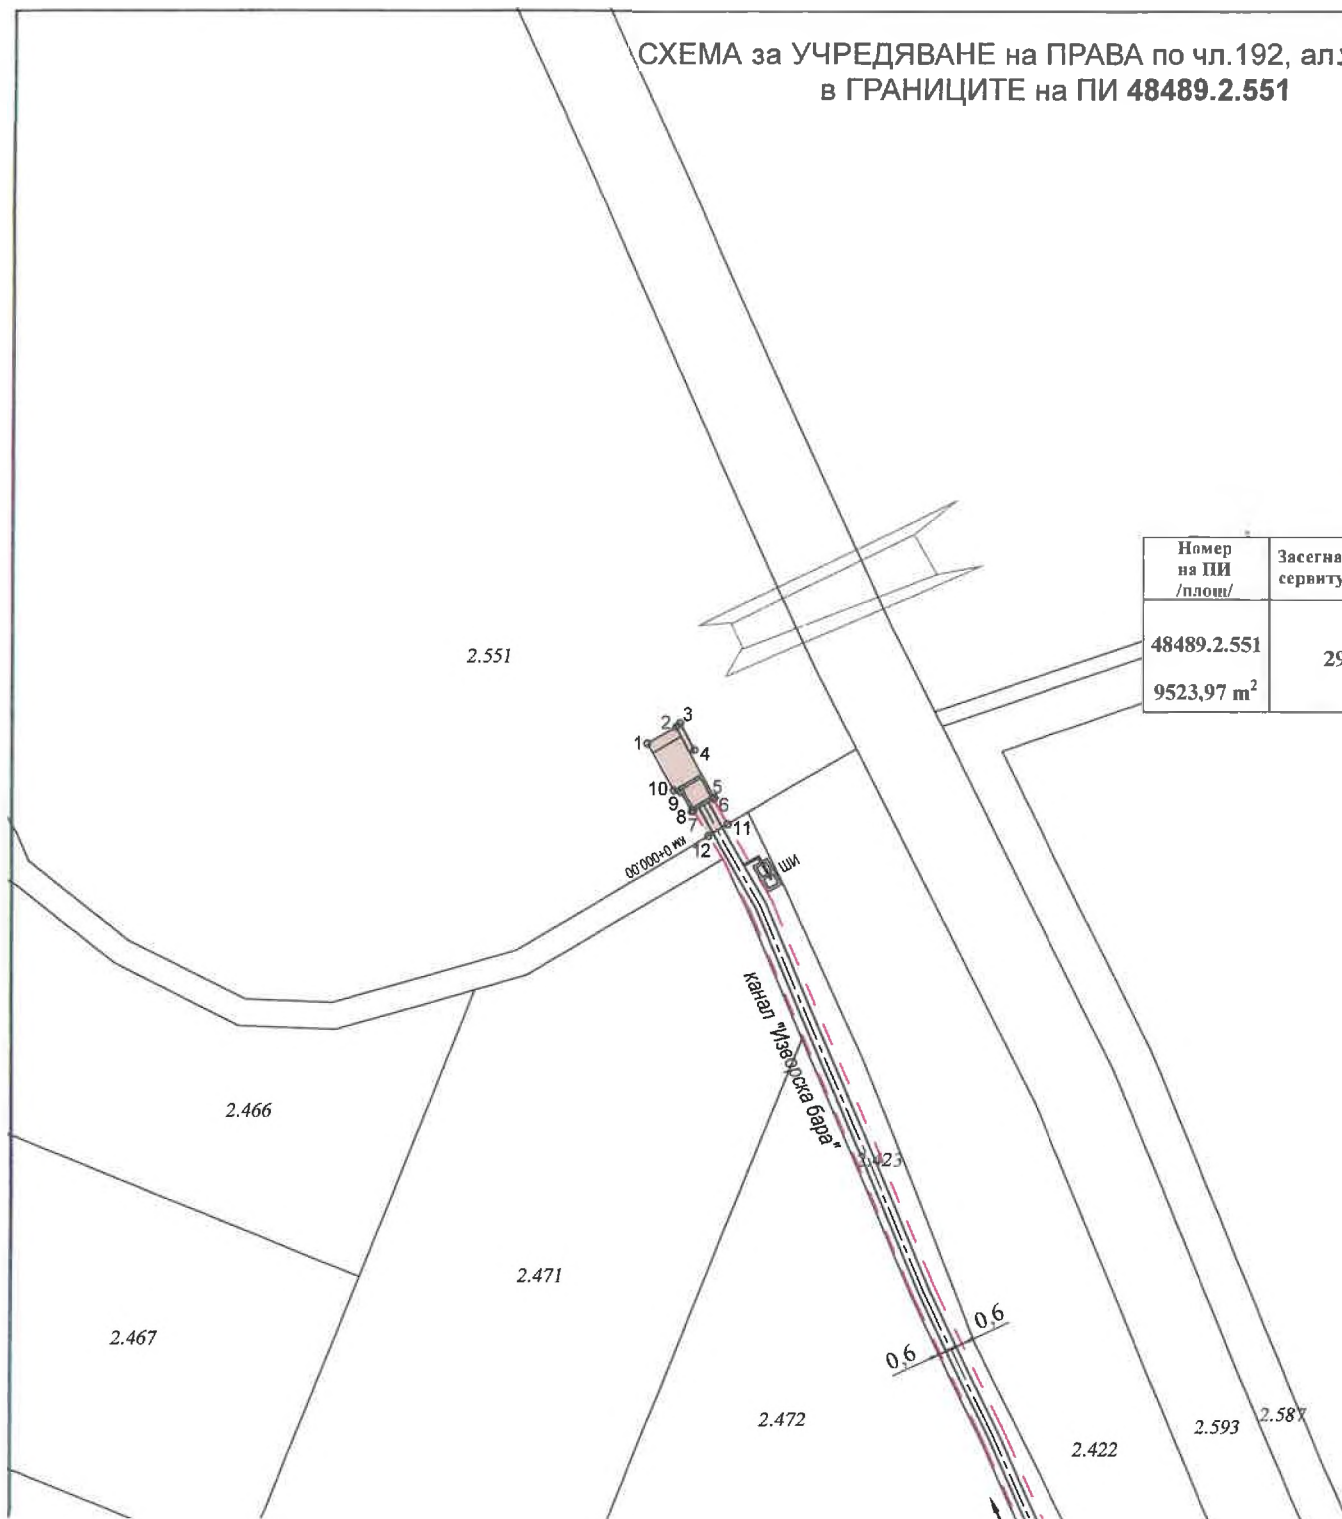 СХЕМА за УЧРЕДЯВАНЕ на ПРАВА по чл.192, ал.
в ГРАНИЦИТЕ на ПИ 48489.2.551
Номер
на ПИ
/площ/
Засегна
сервиту
48489.2.551
9523,97 m²
29
2.551
1
2
3
4
5
6
7
8
9
10
11
12
км 0+000.00
ШИ
канал "Изворска бара"
2.423
2.466
2.471
2.467
0,6
0,6
2.472
2.422
2.593
2.587